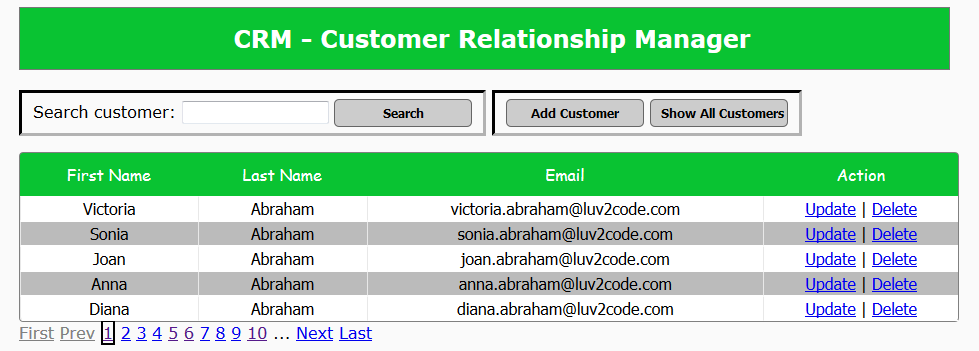 CRM - Customer Relationship Manager
Search customer: Search Add Customer Show All Customers
First Name Last Name Email Action
Victoria Abraham victoria.abraham@luv2code.com Update | Delete
Sonia Abraham sonia.abraham@luv2code.com Update | Delete
Joan Abraham joan.abraham@luv2code.com Update | Delete
Anna Abraham anna.abraham@luv2code.com Update | Delete
Diana Abraham diana.abraham@luv2code.com Update | Delete
First Prev 1 2 3 4 5 6 7 8 9 10 ... Next Last